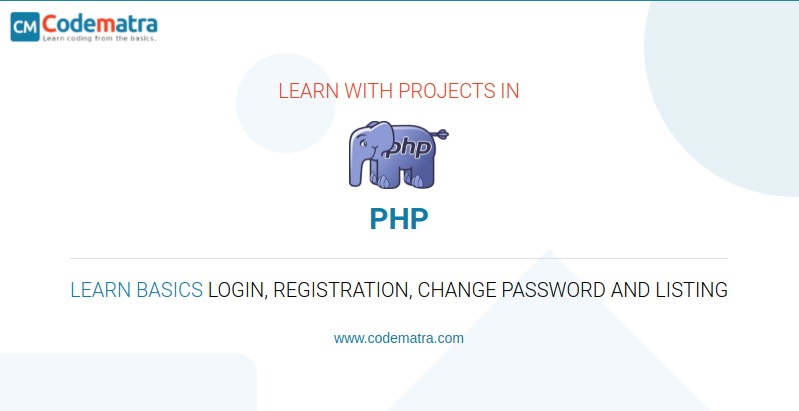 CM Codematra
Learn coding from the basics.
LEARN WITH PROJECTS IN
php
PHP
LEARN BASICS LOGIN, REGISTRATION, CHANGE PASSWORD AND LISTING
www.codematra.com